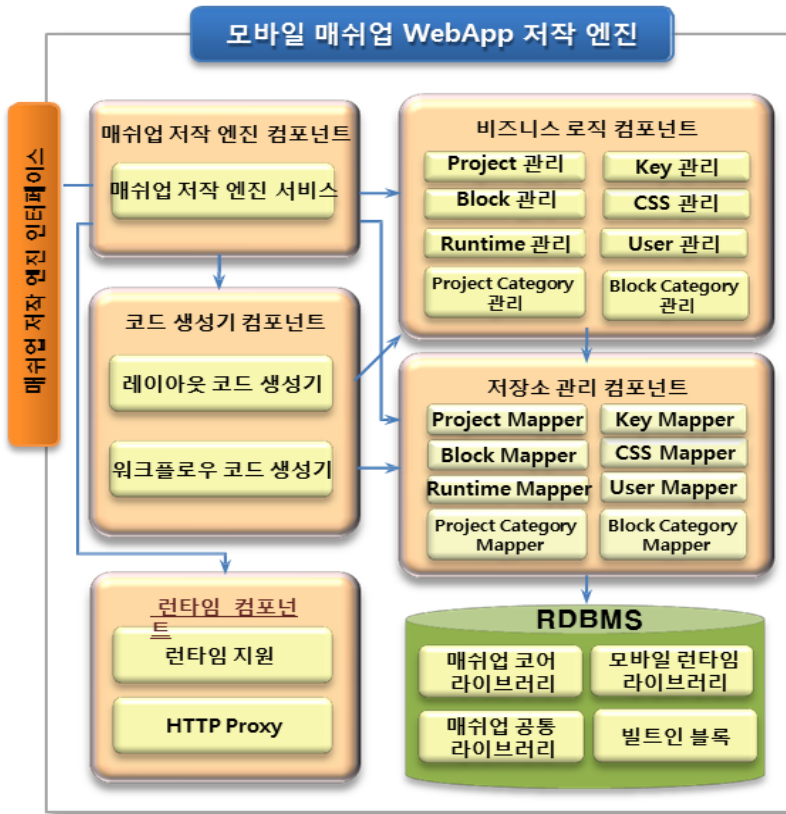 모바일 매쉬업 WebApp 저작 엔진
매쉬업 저작 엔진 인터페이스
매쉬업 저작 엔진 컴포넌트
매쉬업 저작 엔진 서비스
코드 생성기 컴포넌트
레이아웃 코드 생성기
워크플로우 코드 생성기
런타임 컴포넌
트
런타임 지원
HTTP Proxy
비즈니스 로직 컴포넌트
Project 관리
Key 관리
Block 관리
CSS 관리
Runtime 관리
User 관리
Project Category
관리
Block Category
관리
저장소 관리 컴포넌트
Project Mapper
Key Mapper
Block Mapper
CSS Mapper
Runtime Mapper
User Mapper
Project Category
Mapper
Block Category
Mapper
RDBMS
매쉬업 코어
라이브러리
모바일 런타임
라이브러리
매쉬업 공통
라이브러리
빌트인 블록